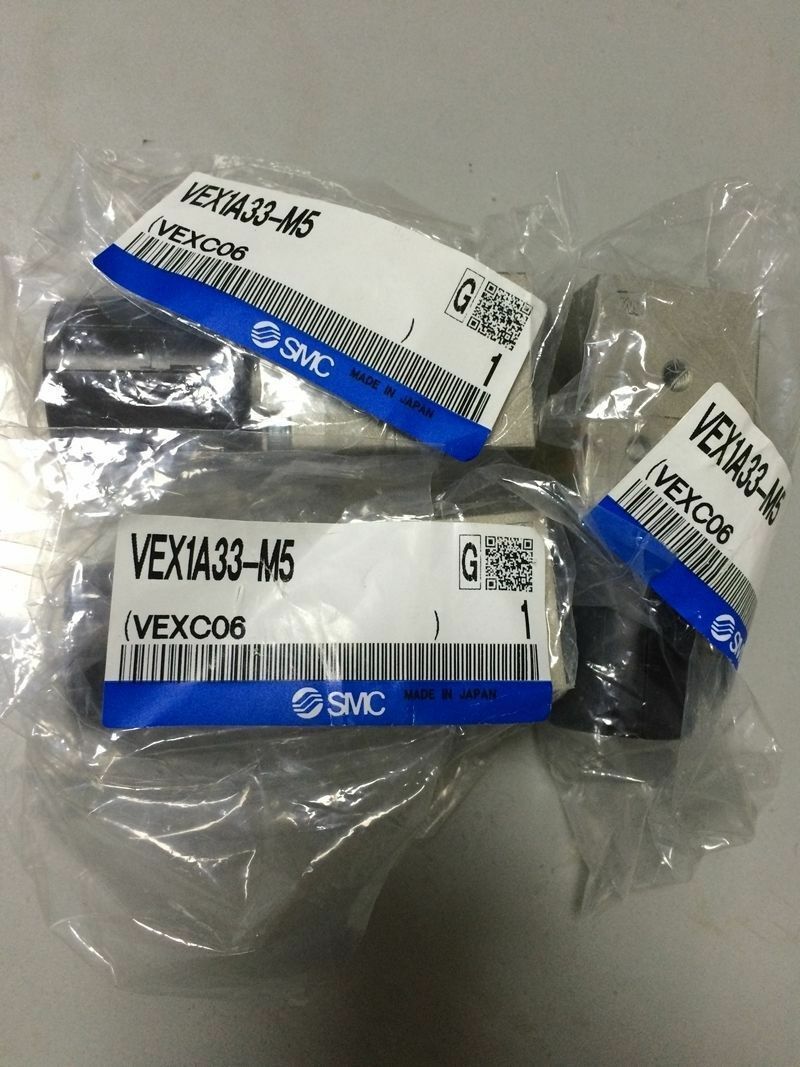 VEX1A33-M5
(VEXC06 )
G
1
SMC MADE IN JAPAN
VEX1A33-M5
(VEXC06
SMC
VEX1A33-M5
(VEXC06 )
G
1
SMC MADE IN JAPAN